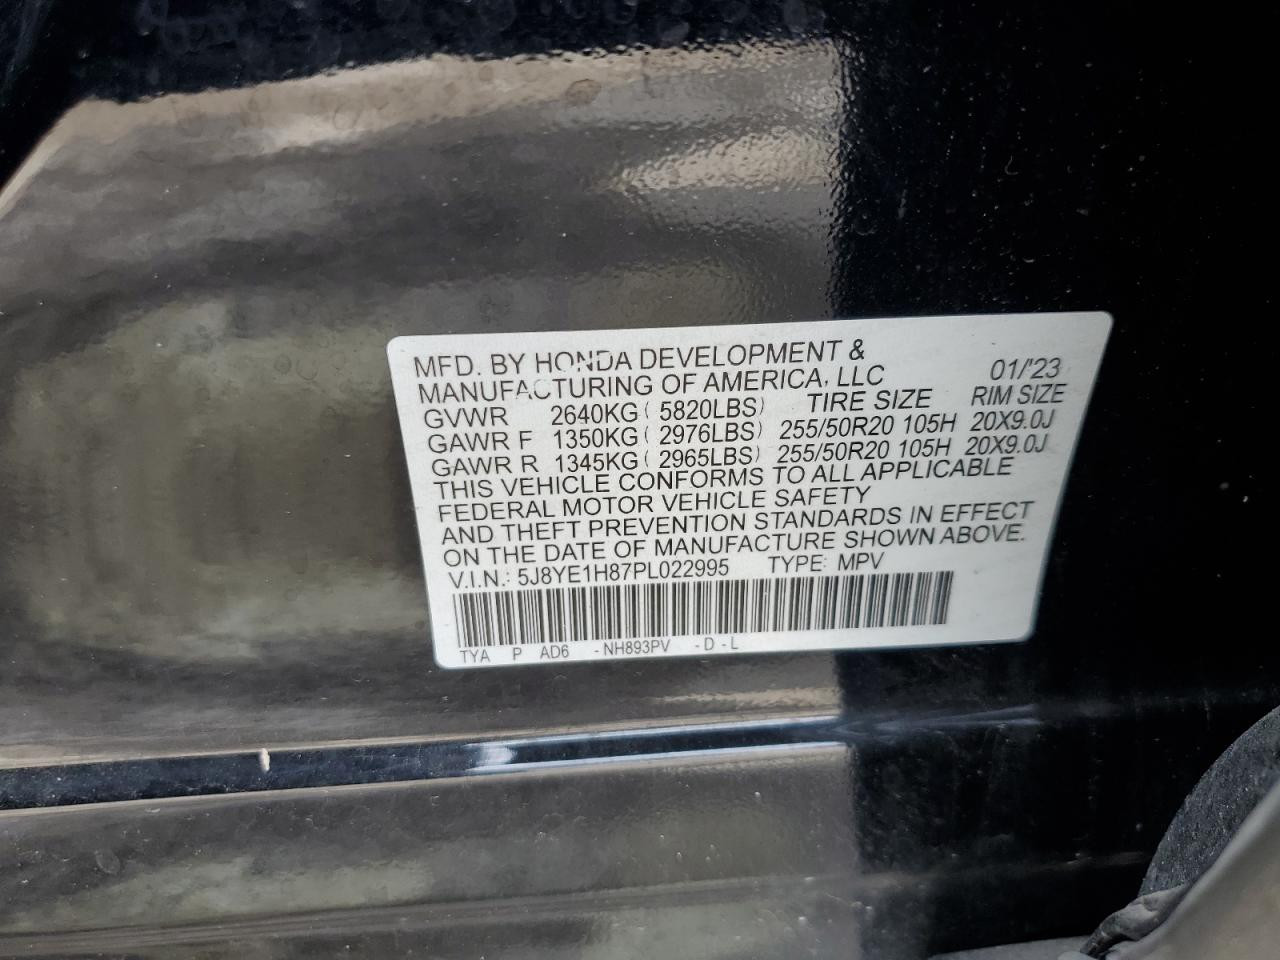 MFD. BY HONDA DEVELOPMENT &
MANUFACTURING OF AMERICA, LLC 01/'23
GVWR 2640KG ( 5820LBS) TIRE SIZE RIM SIZE
GAWR F 1350KG ( 2976LBS) 255/50R20 105H 20X9.0J
GAWR R 1345KG ( 2965LBS) 255/50R20 105H 20X9.0J
THIS VEHICLE CONFORMS TO ALL APPLICABLE
FEDERAL MOTOR VEHICLE SAFETY
AND THEFT PREVENTION STANDARDS IN EFFECT
ON THE DATE OF MANUFACTURE SHOWN ABOVE.
V.I.N.: 5J8YE1H87PL022995 TYPE: MPV
TYA P AD6 -NH893PV -D-L